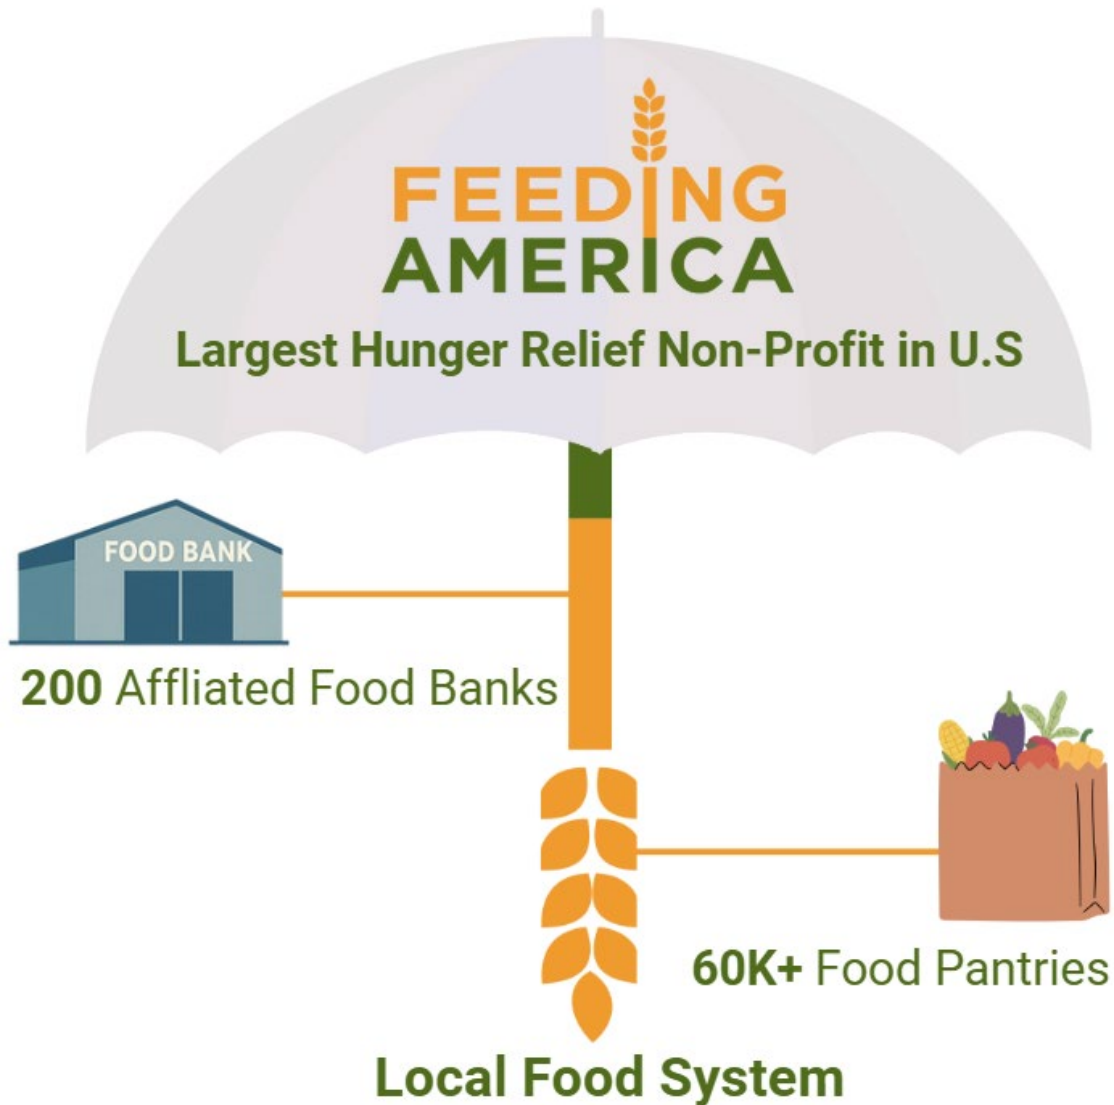 FEEDING
AMERICA
Largest Hunger Relief Non-Profit in U.S
FOOD BANK
200 Affliated Food Banks
60K+ Food Pantries
Local Food System